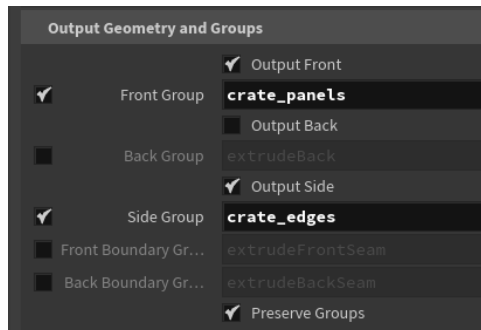 Output Geometry and Groups
Output Front
Front Group crate_panels
Output Back
Back Group extrudeBack
Output Side
Side Group crate_edges
Front Boundary Gr... extrudeFrontSeam
Back Boundary Gr... extrudeBackSeam
Preserve Groups